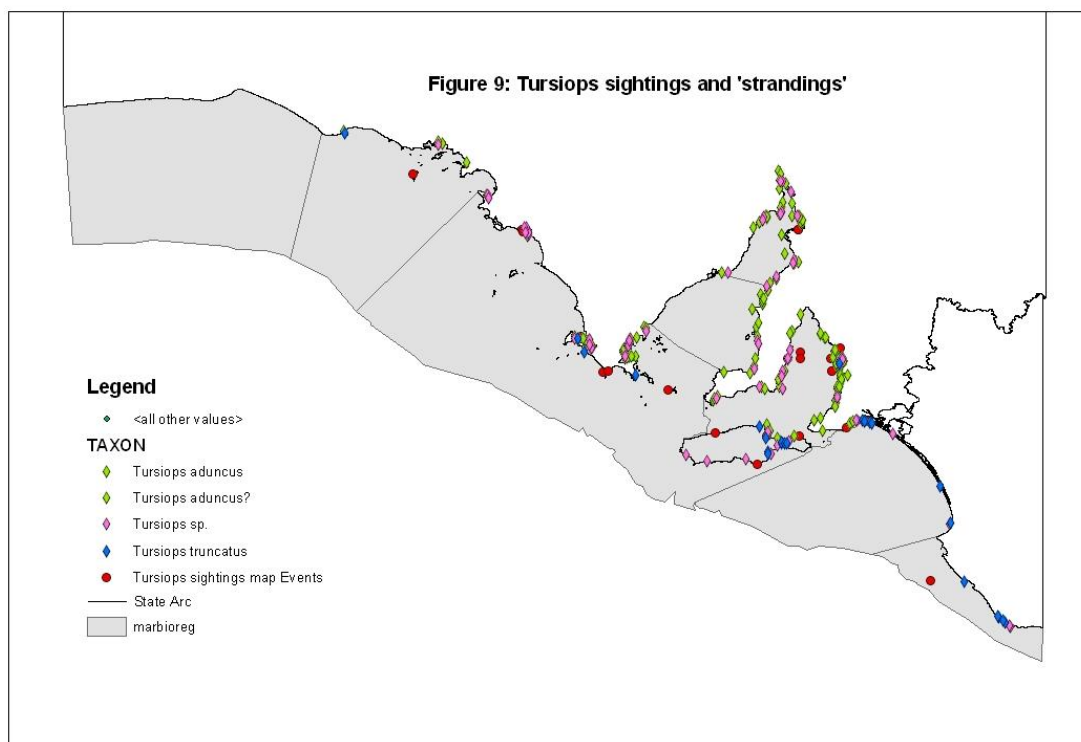 Figure 9: Tursiops sightings and 'strandings'
Legend
<all other values>
TAXON
Tursiops aduncus
Tursiops aduncus?
Tursiops sp.
Tursiops truncatus
Tursiops sightings map Events
State Arc
marbioreg